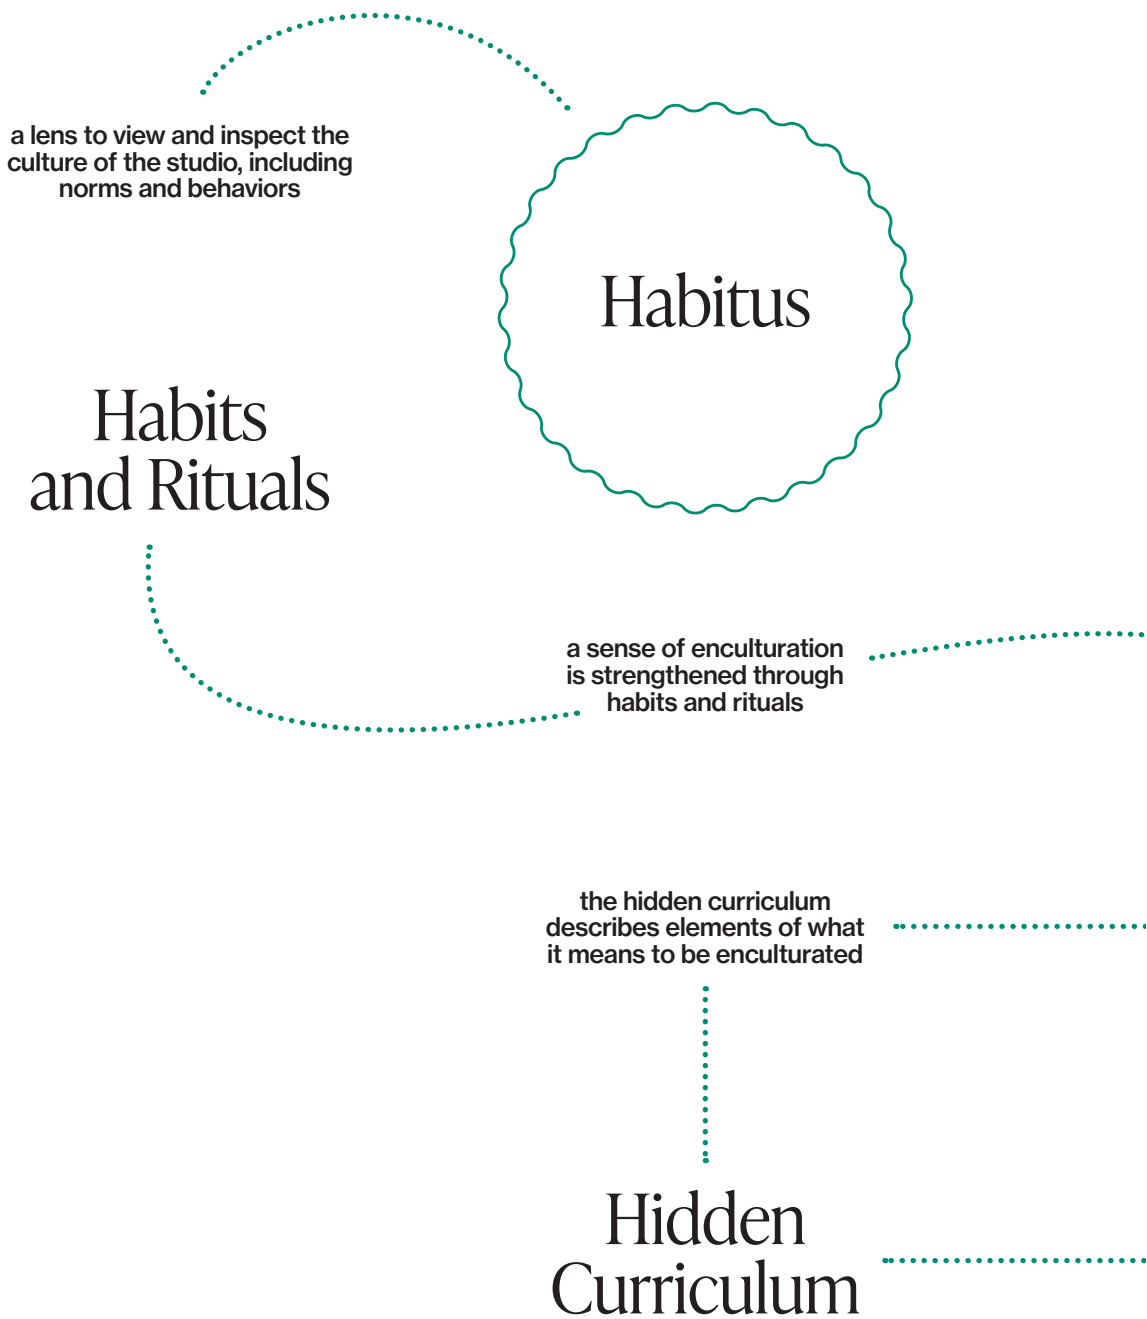 a lens to view and inspect the
culture of the studio, including
norms and behaviors
Habitus
Habits
and Rituals
a sense of enculturation
is strengthened through
habits and rituals
the hidden curriculum
describes elements of what
it means to be enculturated
Hidden
Curriculum